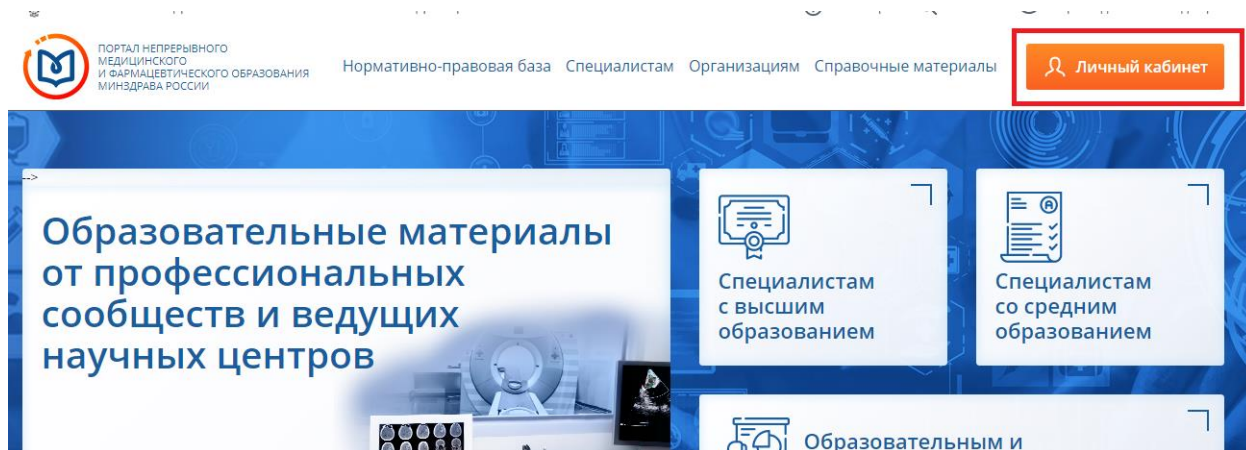 ПОРТАЛ НЕПРЕРЫВНОГО
МЕДИЦИНСКОГО
И ФАРМАЦЕВТИЧЕСКОГО ОБРАЗОВАНИЯ
МИНЗДРАВА РОССИИ
Нормативно-правовая база Специалистам Организациям Справочные материалы Личный кабинет
-->
Образовательные материалы
от профессиональных
сообществ и ведущих
научных центров
Специалистам
с высшим
образованием
Специалистам
со средним
образованием
Образовательным и